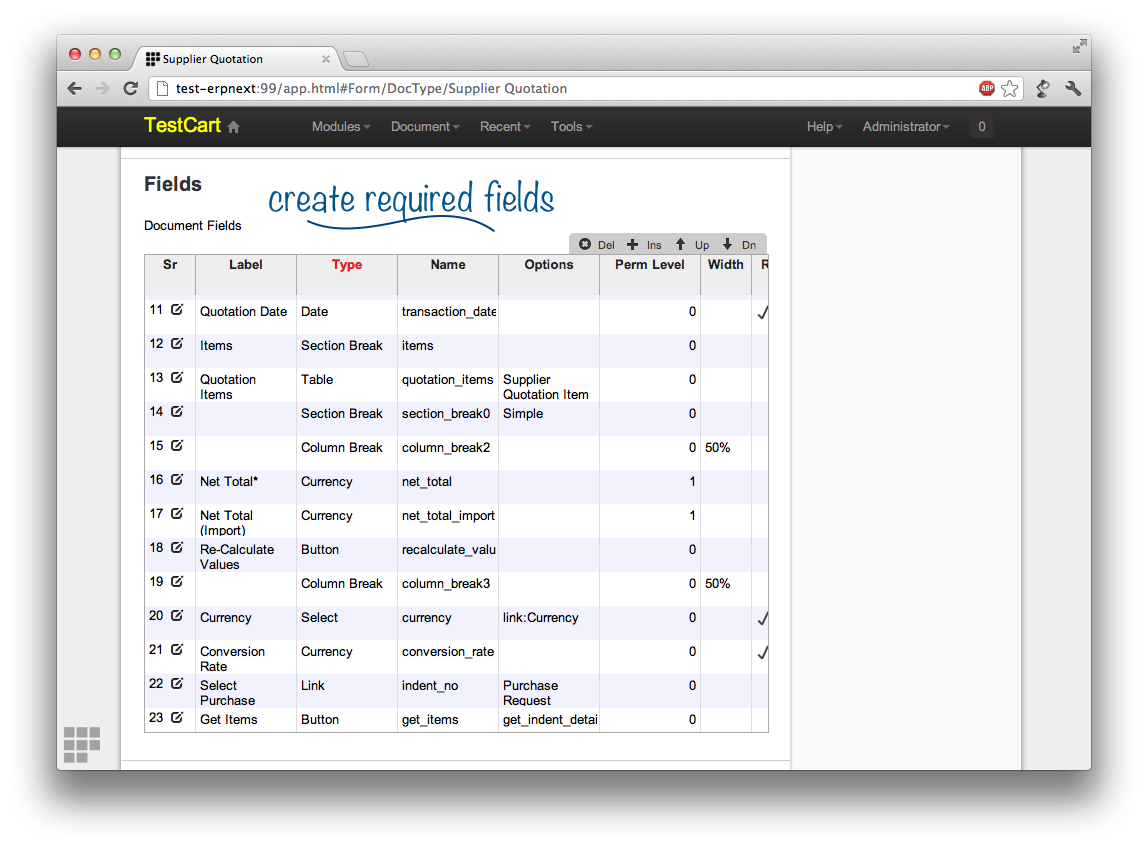 Supplier Quotation
test-erpnext:99/app.html#Form/DocType/Supplier Quotation
ABP
TestCart Modules Document Recent Tools Help Administrator 0
Fields
create required fields
Document Fields
Del Ins Up Dn
Sr Label Type Name Options Perm Level Width R
11 Quotation Date Date transaction_date 0
12 Items Section Break items 0
13 Quotation Items Table quotation_items Supplier Quotation Item 0
14 Section Break section_break0 Simple 0
15 Column Break column_break2 0 50%
16 Net Total* Currency net_total 1
17 Net Total (Import) Currency net_total_import 1
18 Re-Calculate Values Button recalculate_valu 0
19 Column Break column_break3 0 50%
20 Currency Select currency link:Currency 0
21 Conversion Rate Currency conversion_rate 0
22 Select Purchase Link indent_no Purchase Request 0
23 Get Items Button get_items get_indent_detai 0